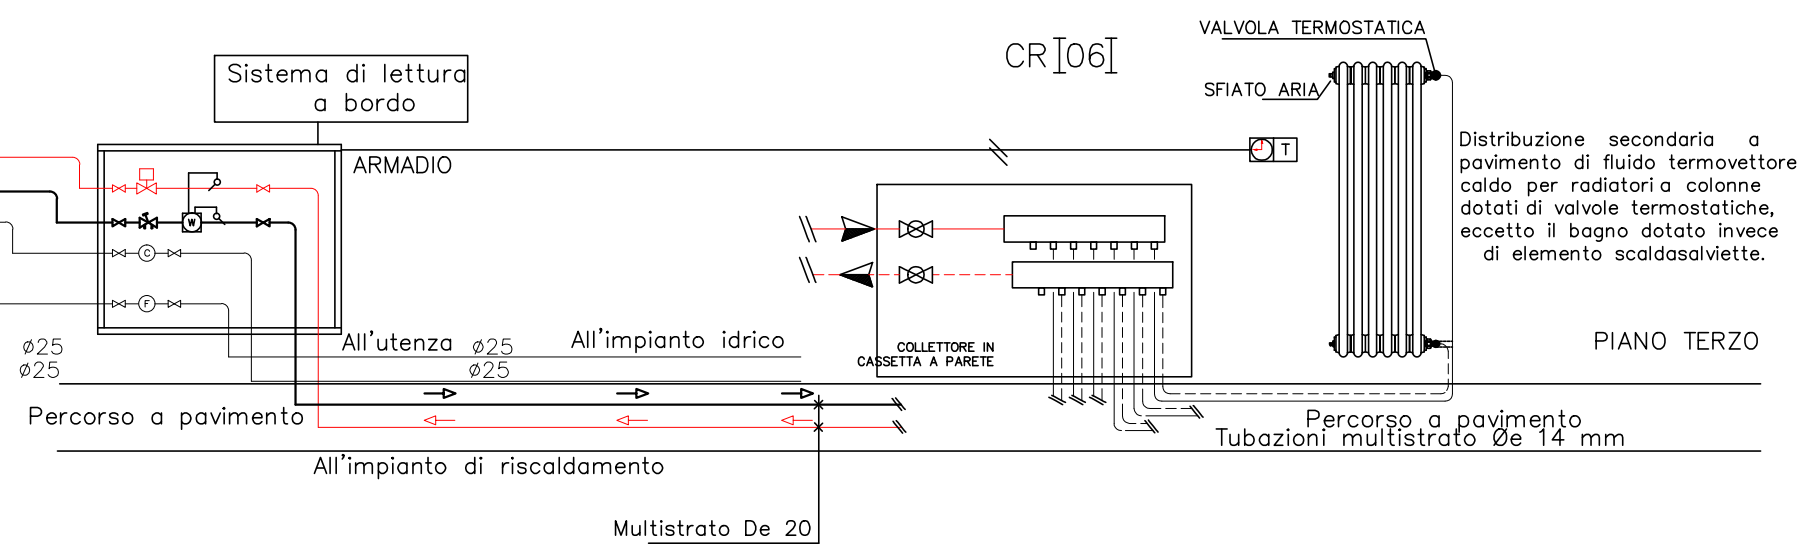 VALVOLA TERMOSTATICA
CR[06]
Sistema di lettura
a bordo
SFIATO ARIA
ARMADIO
T
Distribuzione secondaria a
pavimento di fluido termovettore
caldo per radiatori a colonne
dotati di valvole termostatiche,
eccetto il bagno dotato invece
di elemento scaldasalviette.
W
C
F
ø25
ø25
All'utenza ø25
ø25
All'impianto idrico
COLLETTORE IN
CASSETTA A PARETE
PIANO TERZO
Percorso a pavimento
Percorso a pavimento
Tubazioni multistrato Øe 14 mm
All'impianto di riscaldamento
Multistrato De 20